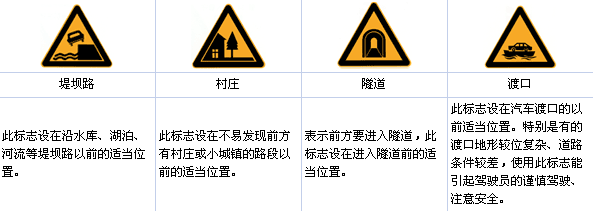 堤坝路
村庄
隧道
渡口
此标志设在沿水库、湖泊、
河流等堤坝路以前的适当位
置。
此标志设在不易发现前方
有村庄或小城镇的路段以
前的适当位置。
表示前方要进入隧道，此
标志设在进入隧道前的适
当位置。
此标志设在汽车渡口的以
前适当位置。特别是有的
渡口地形较位复杂、道路
条件较差，使用此标志能
引起驾驶员的谨慎驾驶、
注意安全。